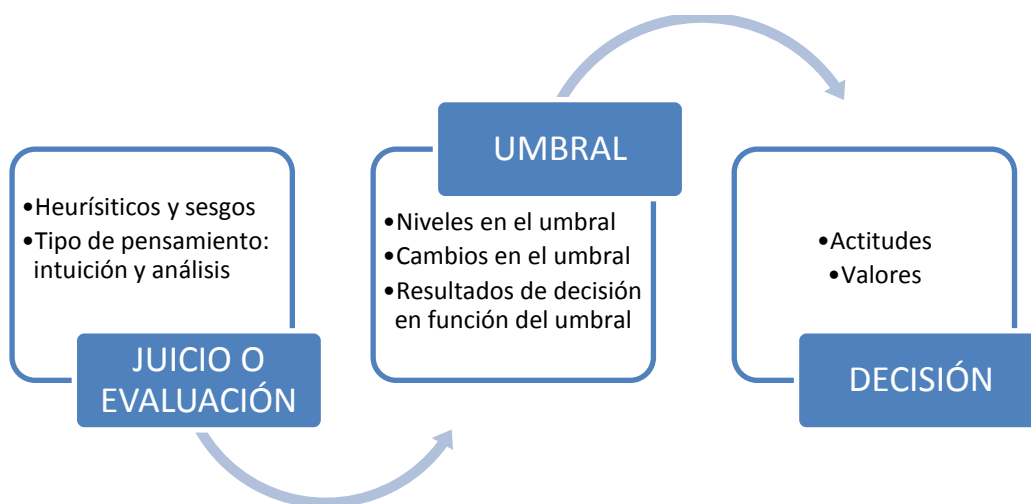 •Heurísiticos y sesgos
•Tipo de pensamiento:
intuición y análisis
JUICIO O
EVALUACIÓN
UMBRAL
•Niveles en el umbral
•Cambios en el umbral
•Resultados de decisión
en función del umbral
•Actitudes
•Valores
DECISIÓN